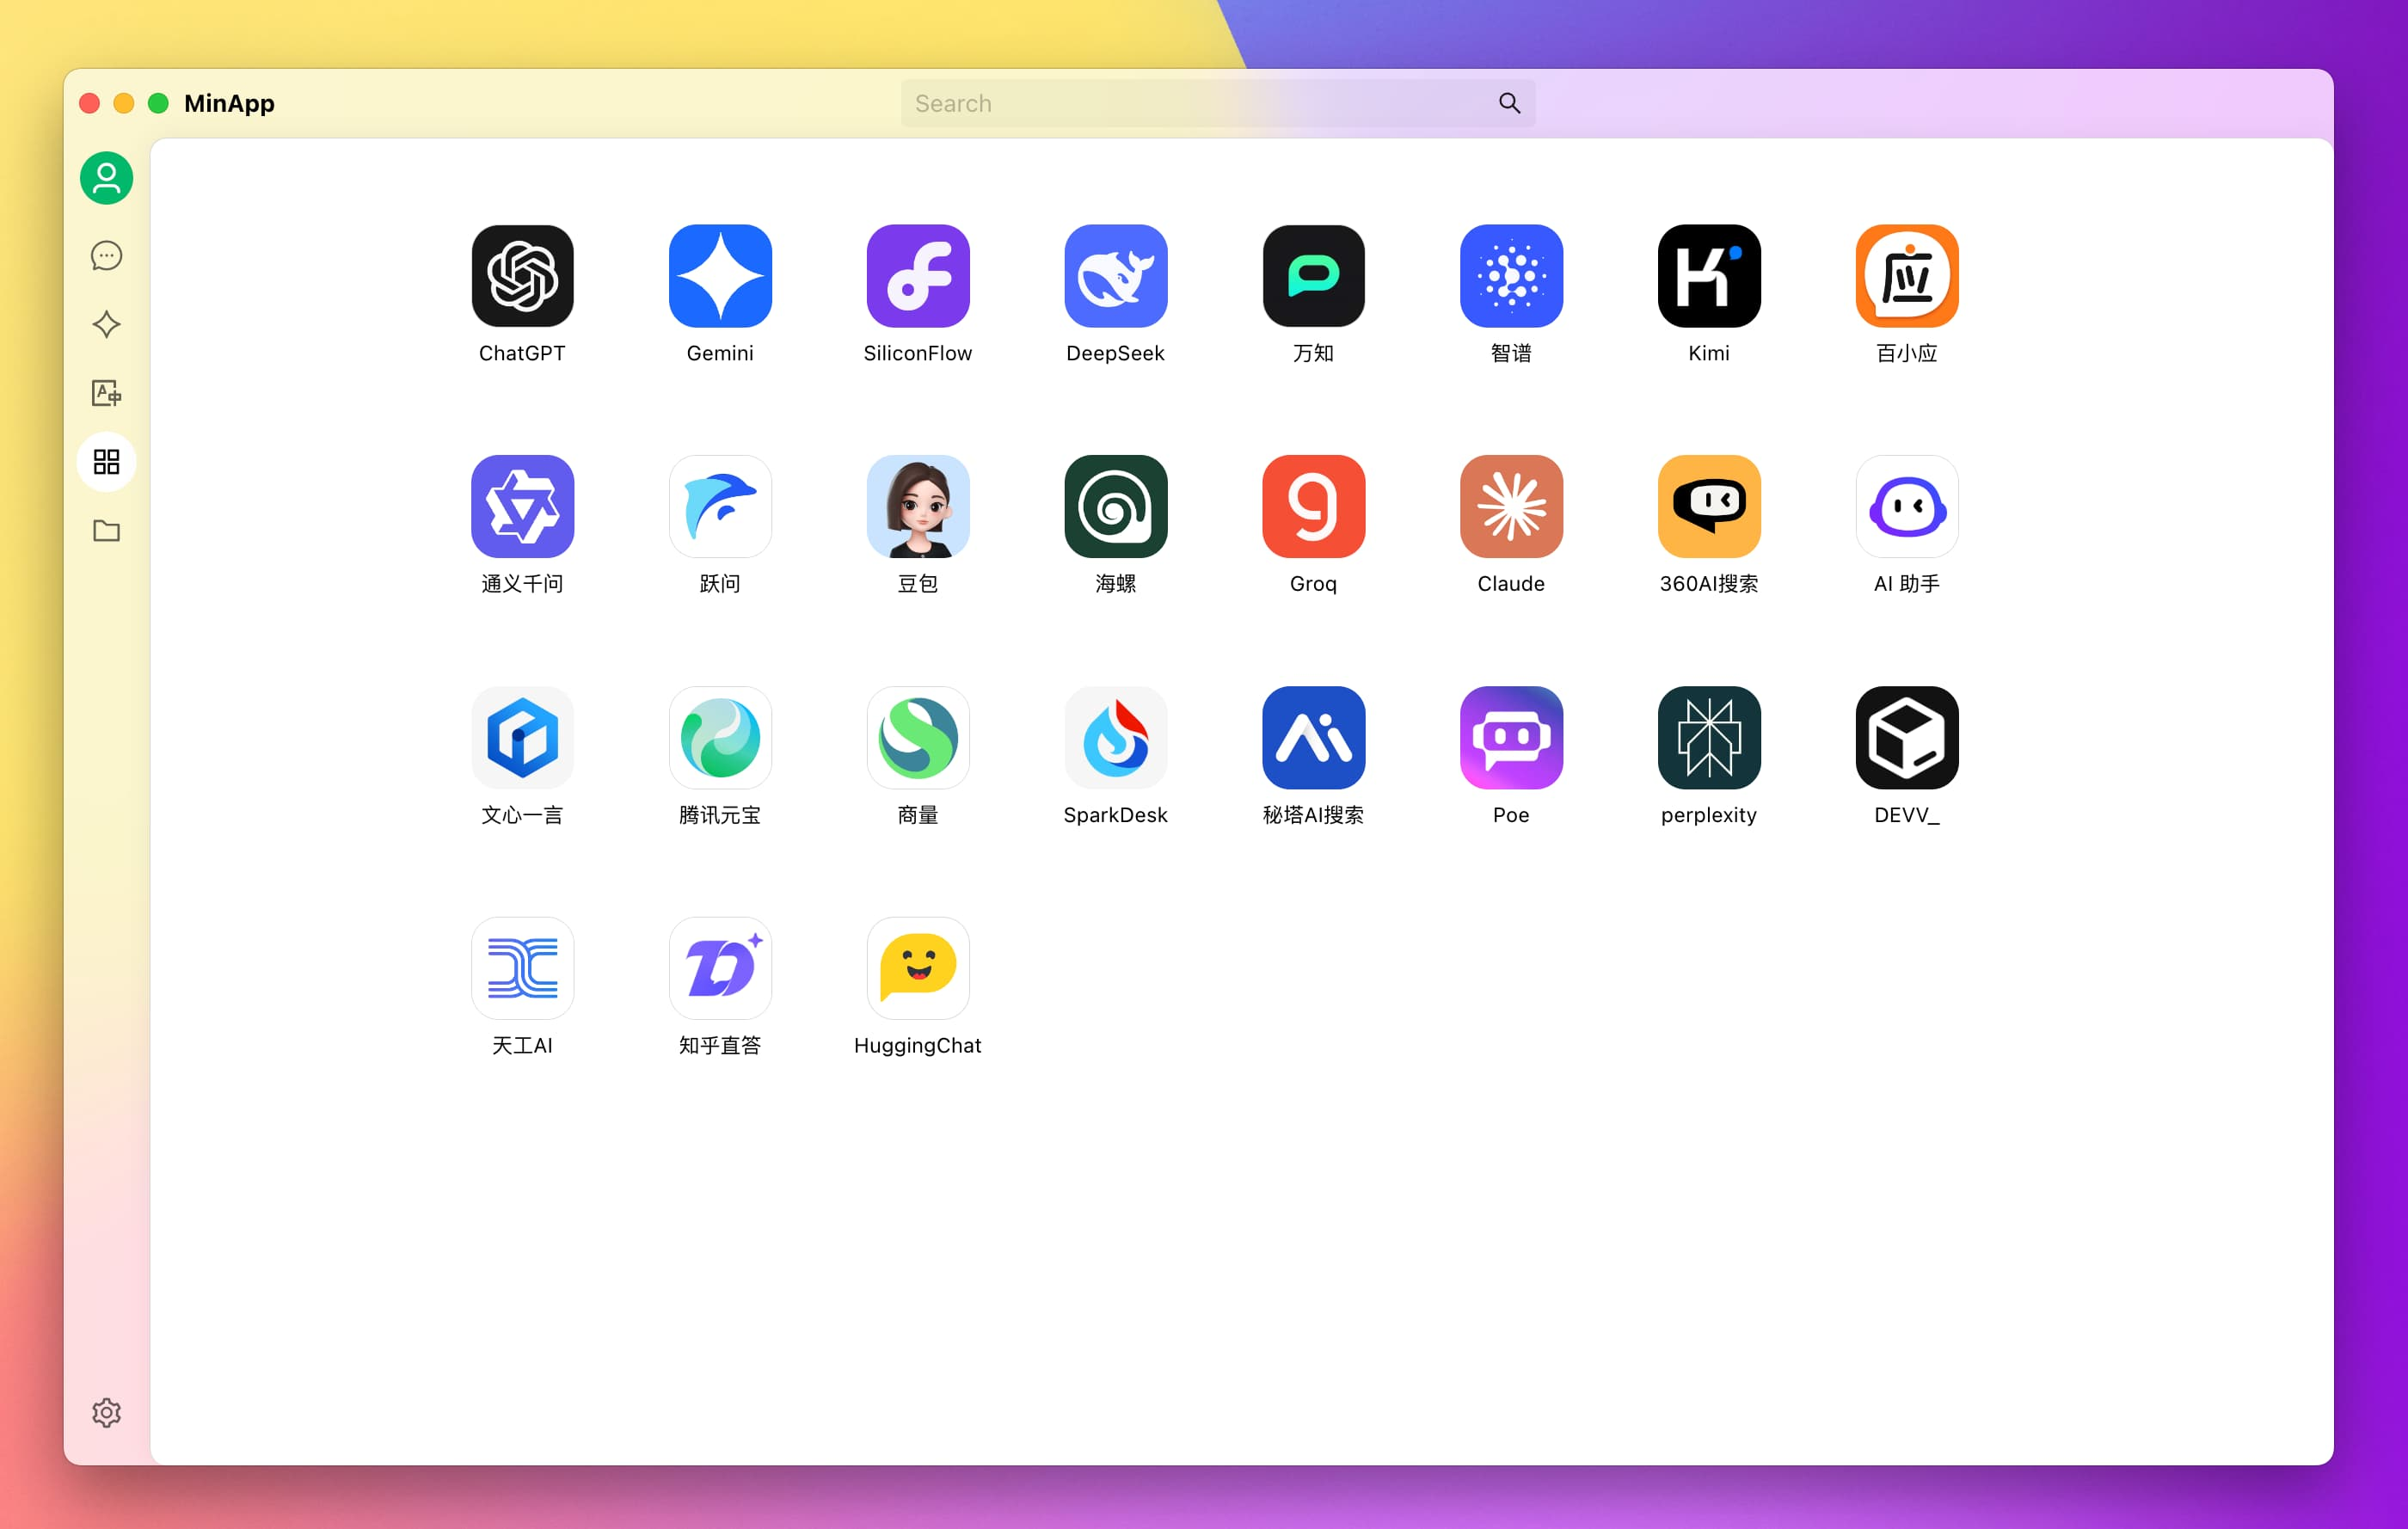 MinApp
Search
ChatGPT
Gemini
SiliconFlow
DeepSeek
万知
智谱
Kimi
百小应
通义千问
跃问
豆包
海螺
Groq
Claude
360AI搜索
AI 助手
文心一言
腾讯元宝
商量
SparkDesk
秘塔AI搜索
Poe
perplexity
DEVV_
天工AI
知乎直答
HuggingChat